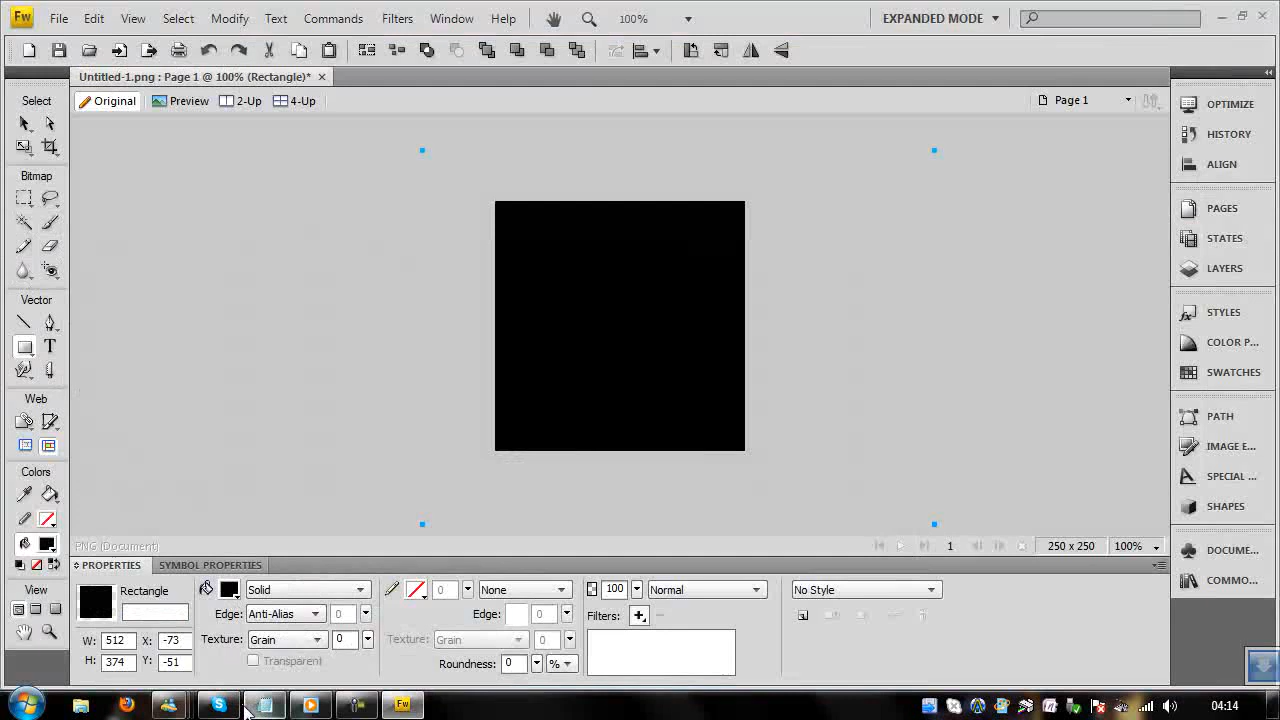 Fw File Edit View Select Modify Text Commands Filters Window Help 100% EXPANDED MODE
Untitled-1.png : Page 1 @ 100% (Rectangle)*
Original Preview 2-Up 4-Up Page 1
Select
Bitmap
Vector
T
Web
Colors
View
OPTIMIZE
HISTORY
ALIGN
PAGES
STATES
LAYERS
STYLES
COLOR P...
SWATCHES
PATH
IMAGE E...
SPECIAL ...
SHAPES
DOCUME...
COMMO...
PNG (Document) 1 250 x 250 100%
PROPERTIES SYMBOL PROPERTIES
Rectangle Solid 0 None 100 Normal No Style
Edge: Anti-Alias 0 Edge: 0 Filters:
W: 512 X: -73 Texture: Grain 0 Texture: Grain 0
H: 374 Y: -51 Transparent Roundness: 0 %
Fw 04:14